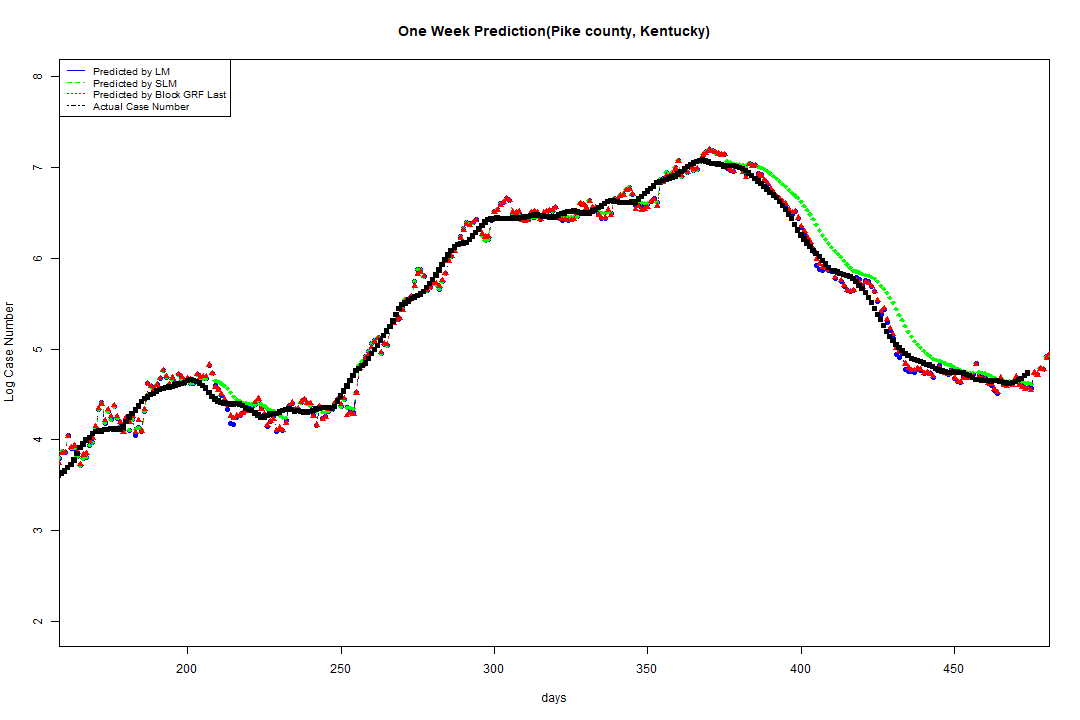 One Week Prediction(Pike county, Kentucky)
Predicted by LM
Predicted by SLM
Predicted by Block GRF Last
Actual Case Number
8
7
6
5
4
3
2
Log Case Number
200 250 300 350 400 450
days